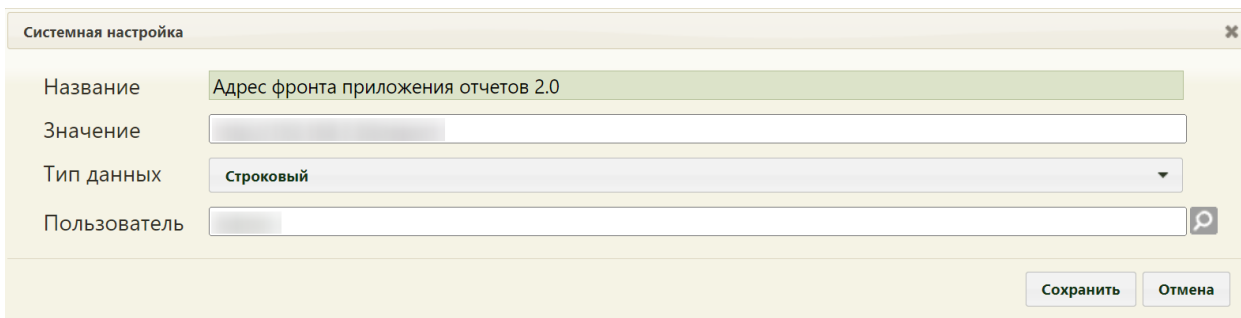 Системная настройка
Название Адрес фронта приложения отчетов 2.0
Значение
Тип данных Строковый
Пользователь
Сохранить Отмена